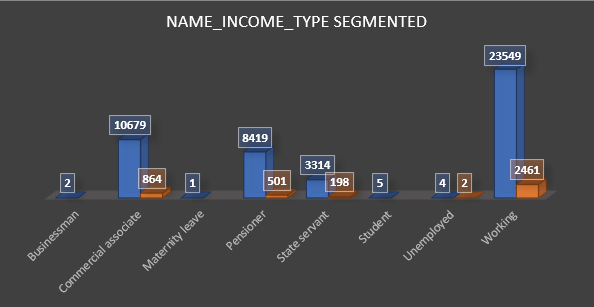 NAME_INCOME_TYPE SEGMENTED
2
10679
864
1
8419
501
3314
198
5
4
2
23549
2461
Businessman
Commercial associate
Maternity leave
Pensioner
State servant
Student
Unemployed
Working